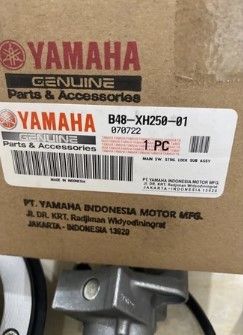 YAMAHA
GENUINE
Parts & Accessories
YAMAHA
GENUINE
Parts & Accessories
B48-XH250-01
070722
1 PC
MAIN SW. STRG LOCK SUB ASSY
MADE IN INDONESIA
PT. YAMAHA INDONESIA MOTOR MFG.
JL. DR. KRT. Radjiman Widyodiningrat
JAKARTA - INDONESIA 13920
PT. YAMAHA INDONESIA MOTOR MFG.
JL. DR. KRT. Radjiman Widyodiningrat
JAKARTA - INDONESIA 13920